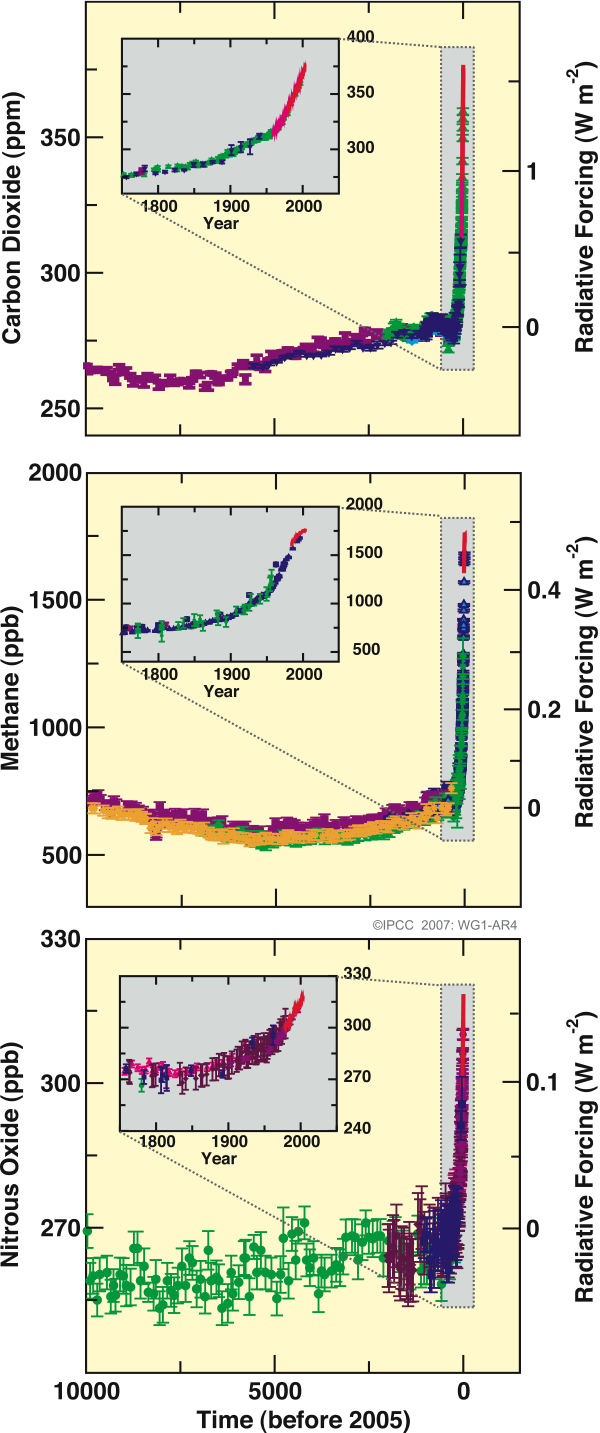 Carbon Dioxide (ppm)
350
300
250
400
350
300
1800 1900 2000
Year
1
0
Radiative Forcing (W m-2)
Methane (ppb)
2000
1500
1000
500
2000
1500
1000
500
1800 1900 2000
Year
0.4
0.2
0
Radiative Forcing (W m-2)
©IPCC 2007: WG1-AR4
Nitrous Oxide (ppb)
330
300
270
330
300
270
240
1800 1900 2000
Year
0.1
0
Radiative Forcing (W m-2)
10000 5000 0
Time (before 2005)